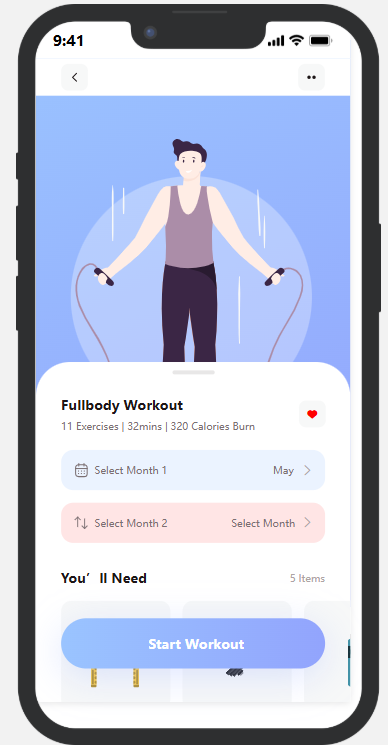 9:41
Fullbody Workout
11 Exercises | 32mins | 320 Calories Burn
Select Month 1 May
Select Month 2 Select Month
You’ll Need 5 Items
Start Workout